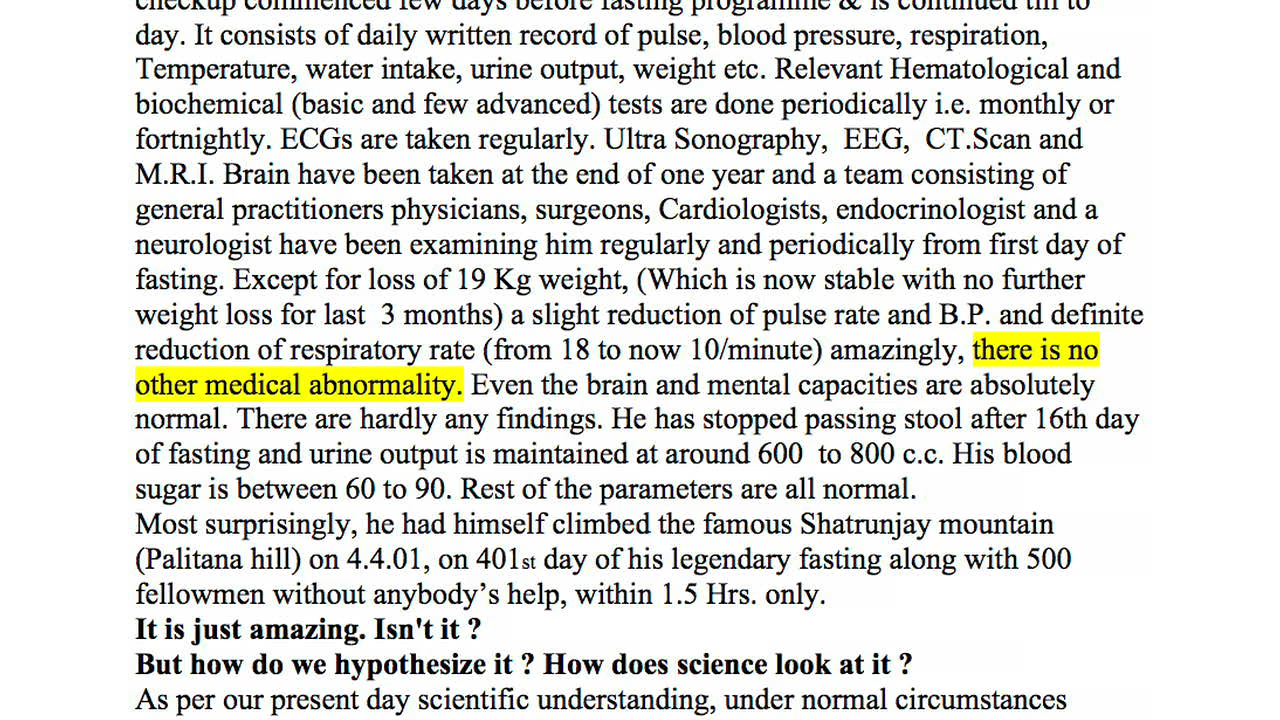 checkup commenced few days before fasting programme & is continued till to
day. It consists of daily written record of pulse, blood pressure, respiration,
Temperature, water intake, urine output, weight etc. Relevant Hematological and
biochemical (basic and few advanced) tests are done periodically i.e. monthly or
fortnightly. ECGs are taken regularly. Ultra Sonography, EEG, CT.Scan and
M.R.I. Brain have been taken at the end of one year and a team consisting of
general practitioners physicians, surgeons, Cardiologists, endocrinologist and a
neurologist have been examining him regularly and periodically from first day of
fasting. Except for loss of 19 Kg weight, (Which is now stable with no further
weight loss for last 3 months) a slight reduction of pulse rate and B.P. and definite
reduction of respiratory rate (from 18 to now 10/minute) amazingly, there is no
other medical abnormality. Even the brain and mental capacities are absolutely
normal. There are hardly any findings. He has stopped passing stool after 16th day
of fasting and urine output is maintained at around 600 to 800 c.c. His blood
sugar is between 60 to 90. Rest of the parameters are all normal.
Most surprisingly, he had himself climbed the famous Shatrunjay mountain
(Palitana hill) on 4.4.01, on 401st day of his legendary fasting along with 500
fellowmen without anybody’s help, within 1.5 Hrs. only.
It is just amazing. Isn't it ?
But how do we hypothesize it ? How does science look at it ?
As per our present day scientific understanding, under normal circumstances